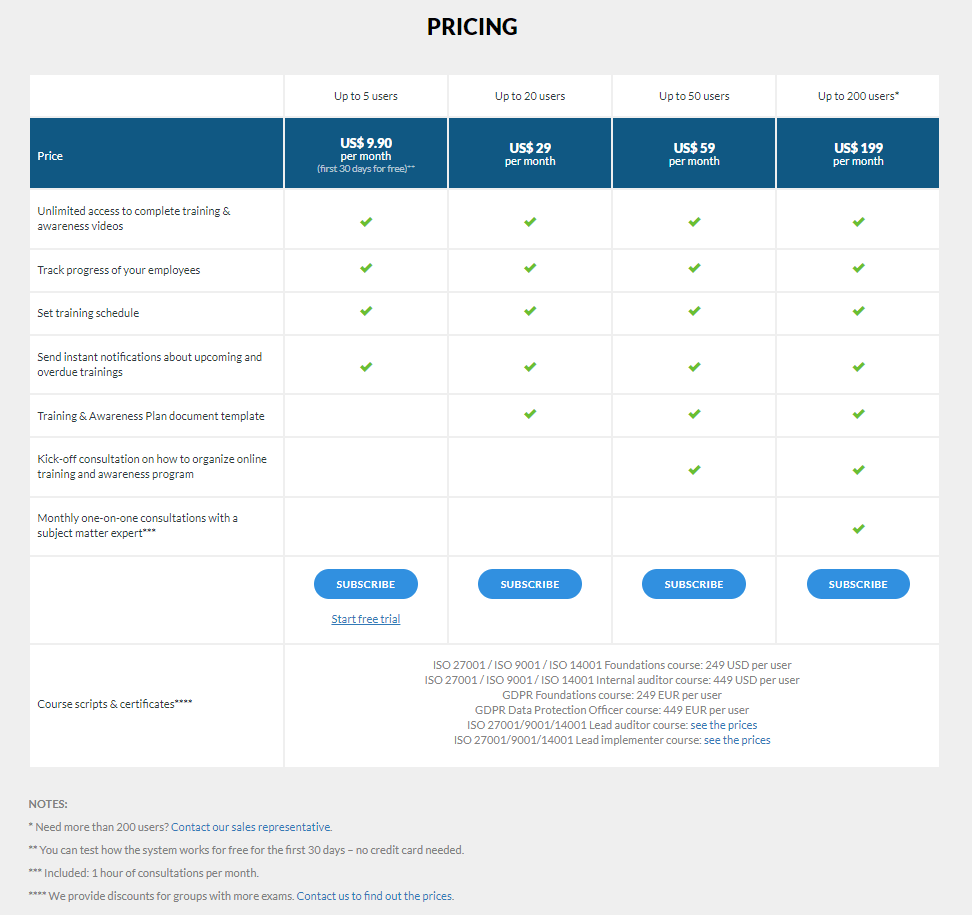 PRICING
Up to 5 users
Up to 20 users
Up to 50 users
Up to 200 users*
Price
US$ 9.90
per month
(first 30 days for free)**
US$ 29
per month
US$ 59
per month
US$ 199
per month
Unlimited access to complete training &
awareness videos
Track progress of your employees
Set training schedule
Send instant notifications about upcoming and
overdue trainings
Training & Awareness Plan document template
Kick-off consultation on how to organize online
training and awareness program
Monthly one-on-one consultations with a
subject matter expert***
SUBSCRIBE
Start free trial
SUBSCRIBE
SUBSCRIBE
SUBSCRIBE
Course scripts & certificates****
ISO 27001 / ISO 9001 / ISO 14001 Foundations course: 249 USD per user
ISO 27001 / ISO 9001 / ISO 14001 Internal auditor course: 449 USD per user
GDPR Foundations course: 249 EUR per user
GDPR Data Protection Officer course: 449 EUR per user
ISO 27001/9001/14001 Lead auditor course: see the prices
ISO 27001/9001/14001 Lead implementer course: see the prices
NOTES:
* Need more than 200 users? Contact our sales representative.
** You can test how the system works for free for the first 30 days – no credit card needed.
*** Included: 1 hour of consultations per month.
**** We provide discounts for groups with more exams. Contact us to find out the prices.